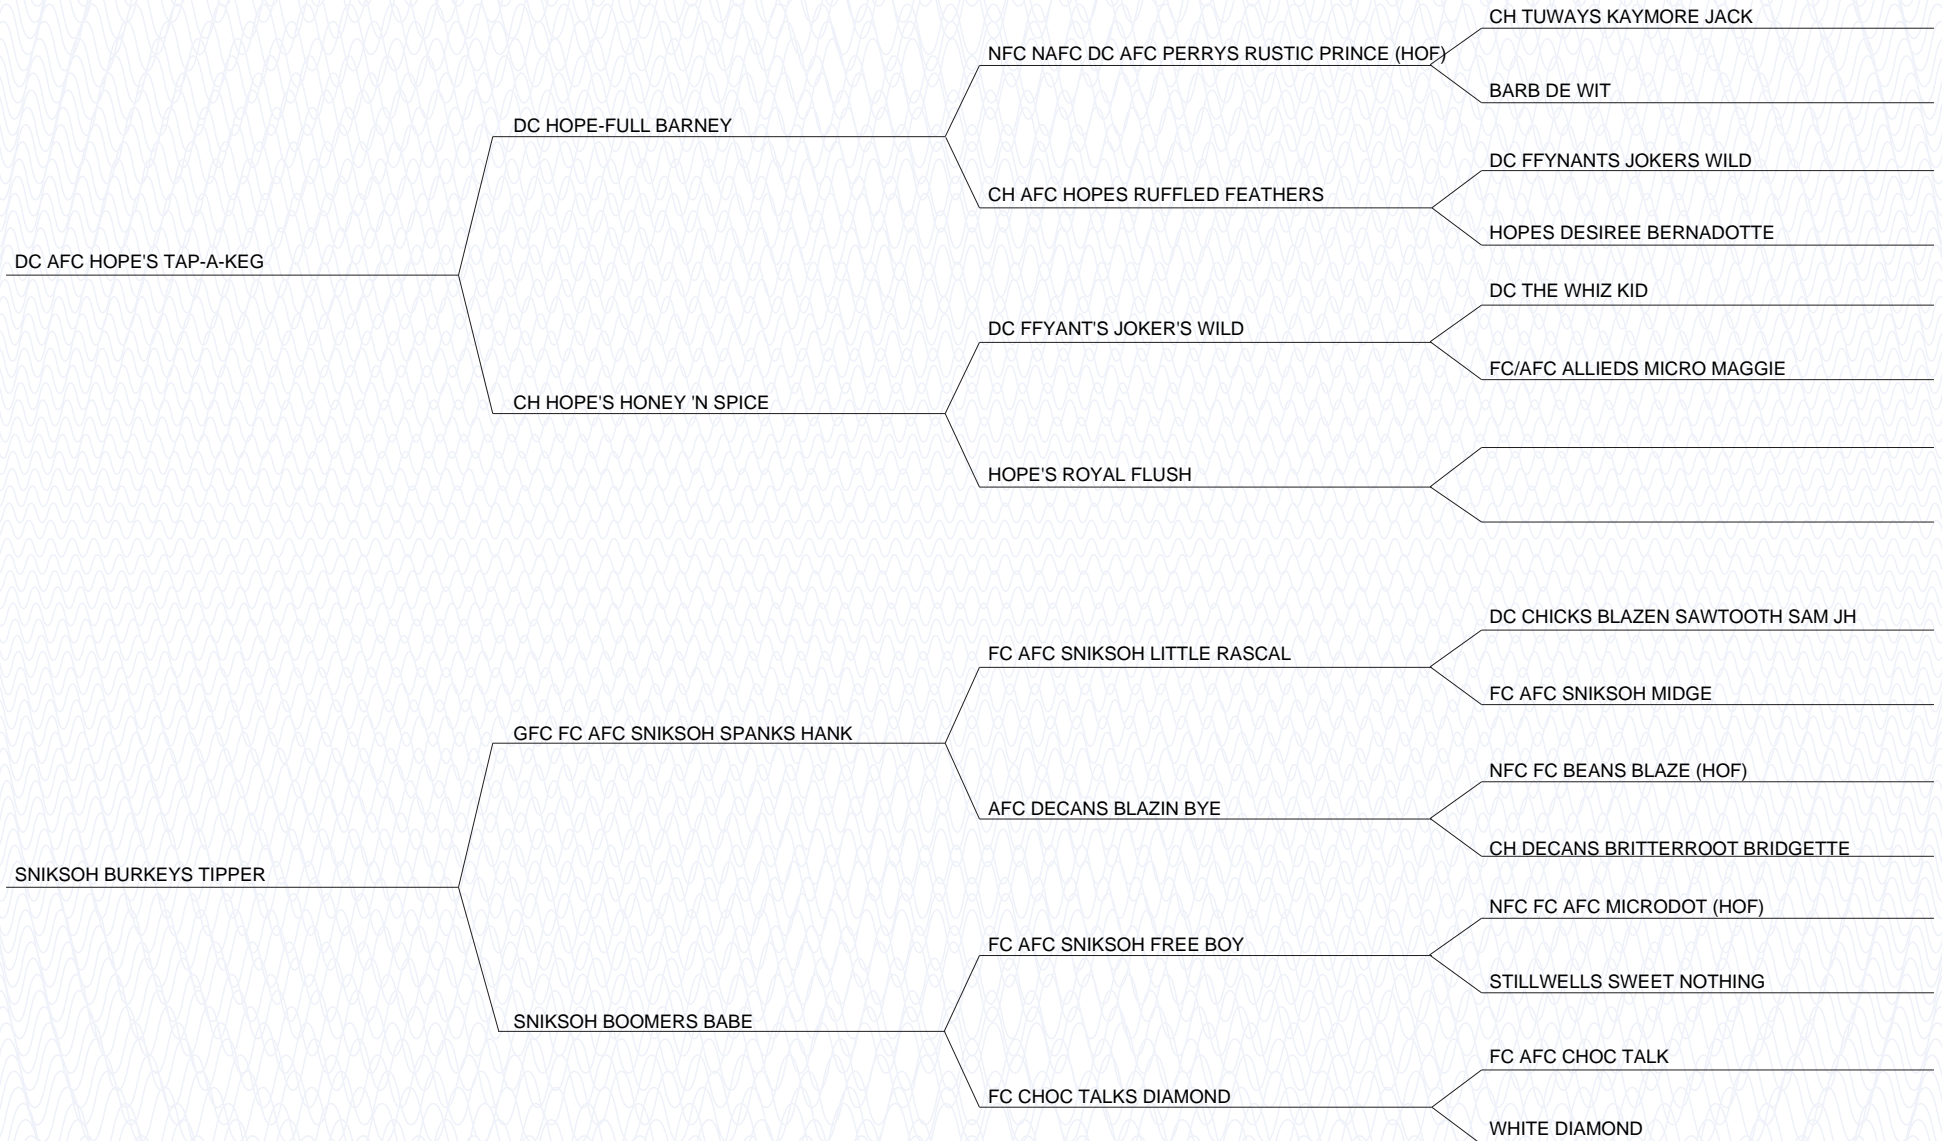 CH TUWAYS KAYMORE JACK
NFC NAFC DC AFC PERRYS RUSTIC PRINCE (HOF)
BARB DE WIT
DC HOPE-FULL BARNEY
DC FFYNANTS JOKERS WILD
CH AFC HOPES RUFFLED FEATHERS
HOPES DESIREE BERNADOTTE
DC AFC HOPE'S TAP-A-KEG
DC THE WHIZ KID
DC FFYANT'S JOKER'S WILD
FC/AFC ALLIEDS MICRO MAGGIE
CH HOPE'S HONEY 'N SPICE
HOPE'S ROYAL FLUSH
DC CHICKS BLAZEN SAWTOOTH SAM JH
FC AFC SNIKSOH LITTLE RASCAL
FC AFC SNIKSOH MIDGE
GFC FC AFC SNIKSOH SPANKS HANK
NFC FC BEANS BLAZE (HOF)
AFC DECANS BLAZIN BYE
CH DECANS BRITTERROOT BRIDGETTE
SNIKSOH BURKEYS TIPPER
NFC FC AFC MICRODOT (HOF)
FC AFC SNIKSOH FREE BOY
STILLWELLS SWEET NOTHING
SNIKSOH BOOMERS BABE
FC AFC CHOC TALK
FC CHOC TALKS DIAMOND
WHITE DIAMOND